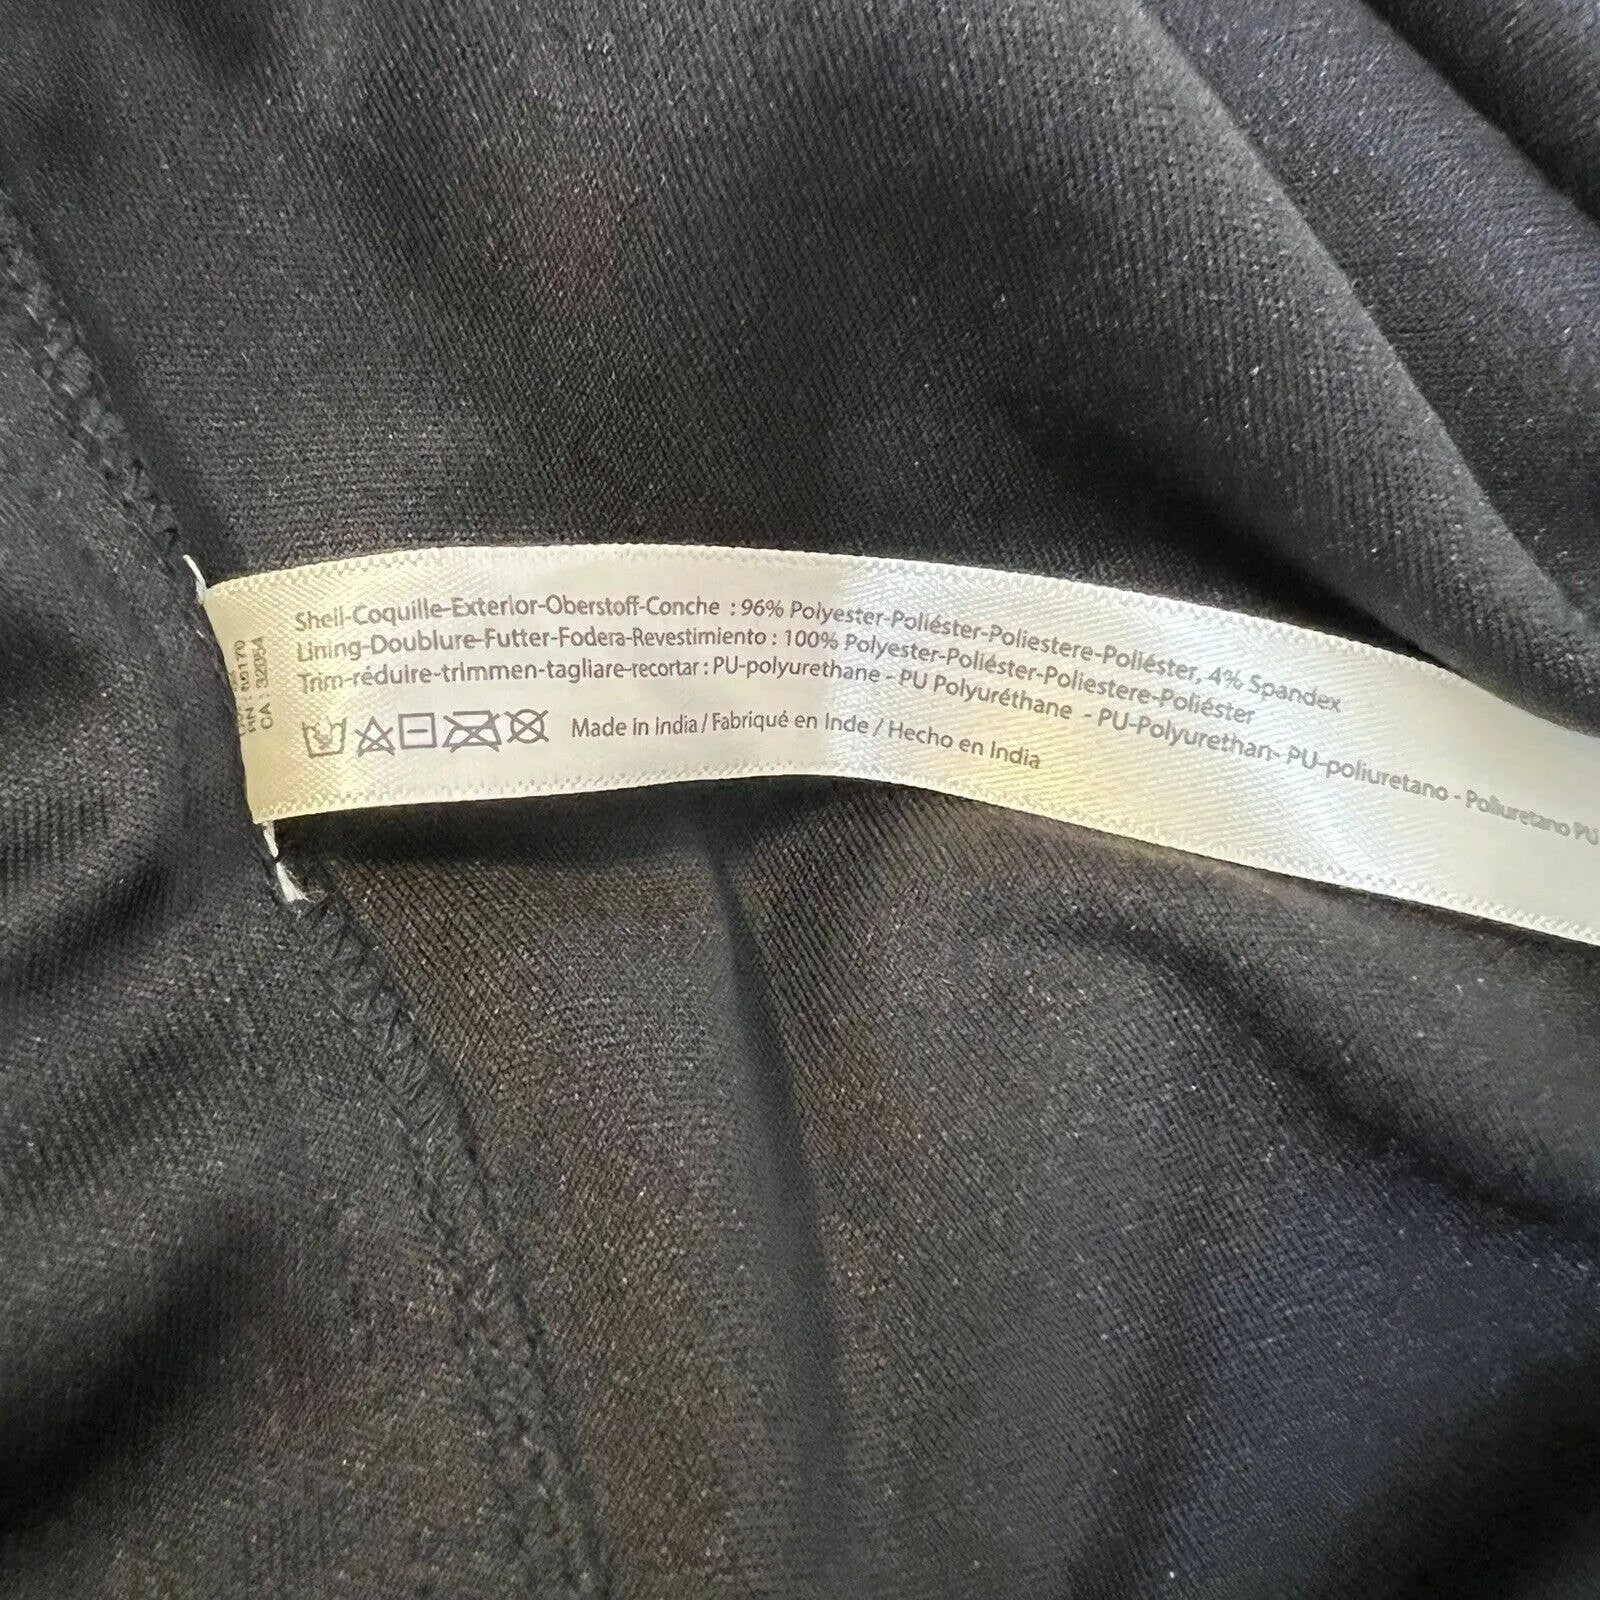 Shell-Coquille-Exterior-Oberstoff-Conche : 96% Polyester-Poliéster-Poliestere-Poliéster, 4% Spandex
Lining-Doublure-Futter-Fodera-Revestimiento : 100% Polyester-Poliéster-Poliestere-Poliéster
Trim-réduire-trimmen-tagliare-recortar : PU-polyurethane - PU Polyuréthane - PU-Polyurethan- PU-poliuretano - Poliuretano PU
Made in India / Fabriqué en Inde / Hecho en India
CA : 32054